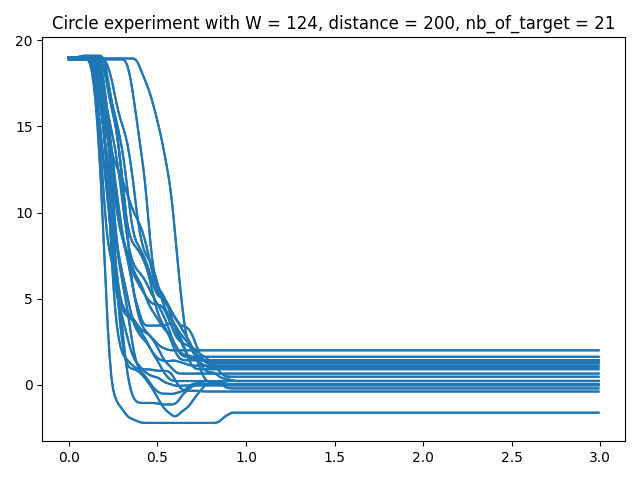 Circle experiment with W = 124, distance = 200, nb_of_target = 21
20
15
10
5
0
0.0 0.5 1.0 1.5 2.0 2.5 3.0